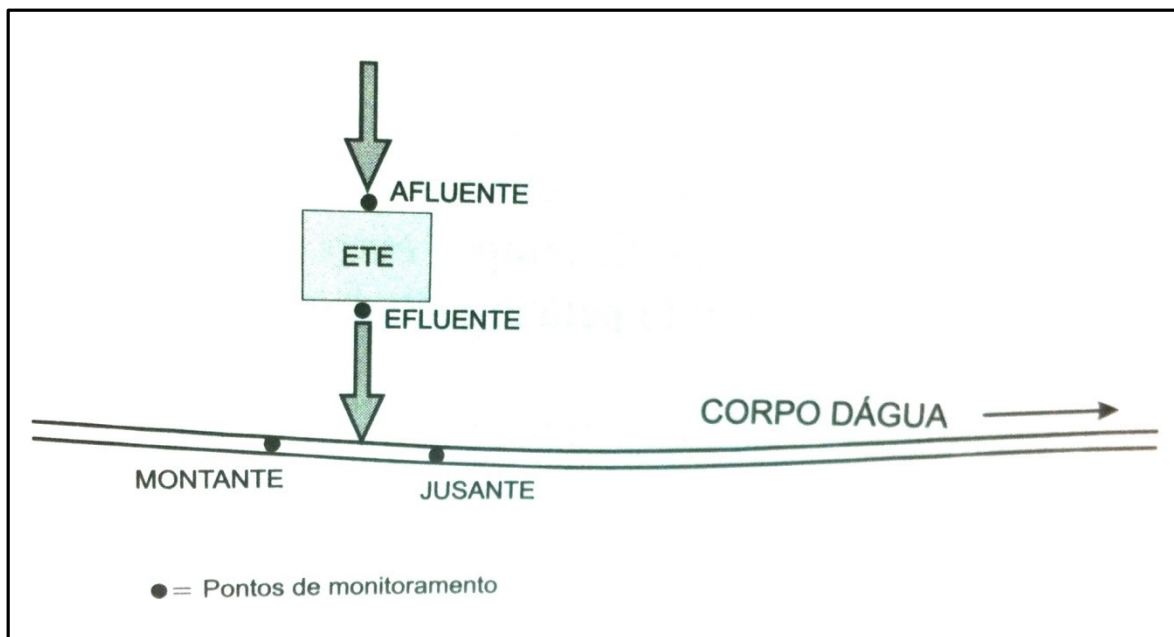 AFLUENTE
ETE
EFLUENTE
CORPO DÁGUA
MONTANTE
JUSANTE
= Pontos de monitoramento